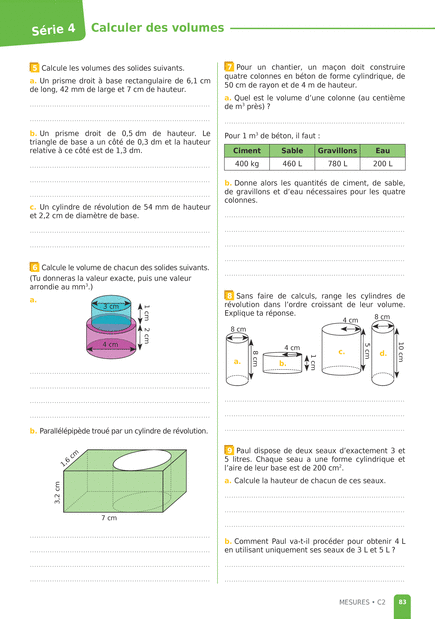 Série 4
Calculer des volumes
5 Calcule les volumes des solides suivants.
a. Un prisme droit à base rectangulaire de 6,1 cm
de long, 42 mm de large et 7 cm de hauteur.
b. Un prisme droit de 0,5 dm de hauteur. Le
triangle de base a un côté de 0,3 dm et la hauteur
relative à ce côté est de 1,3 dm.
c. Un cylindre de révolution de 54 mm de hauteur
et 2,2 cm de diamètre de base.
6 Calcule le volume de chacun des solides suivants.
(Tu donneras la valeur exacte, puis une valeur
arrondie au mm³.)
a.
3 cm
1 cm
2 cm
4 cm
b. Parallélépipède troué par un cylindre de révolution.
1,6 cm
3,2 cm
7 cm
7 Pour un chantier, un maçon doit construire
quatre colonnes en béton de forme cylindrique, de
50 cm de rayon et de 4 m de hauteur.
a. Quel est le volume d'une colonne (au centième
de m³ près) ?
Pour 1 m³ de béton, il faut :
Ciment Sable Gravillons Eau
400 kg 460 L 780 L 200 L
b. Donne alors les quantités de ciment, de sable,
de gravillons et d'eau nécessaires pour les quatre
colonnes.
8 Sans faire de calculs, range les cylindres de
révolution dans l'ordre croissant de leur volume.
Explique ta réponse.
8 cm
a.
8 cm
4 cm
b.
1 cm
4 cm
c.
5 cm
8 cm
d.
10 cm
9 Paul dispose de deux seaux d'exactement 3 et
5 litres. Chaque seau a une forme cylindrique et
l'aire de leur base est de 200 cm².
a. Calcule la hauteur de chacun de ces seaux.
b. Comment Paul va-t-il procéder pour obtenir 4 L
en utilisant uniquement ses seaux de 3 L et 5 L ?
MESURES • C2 83